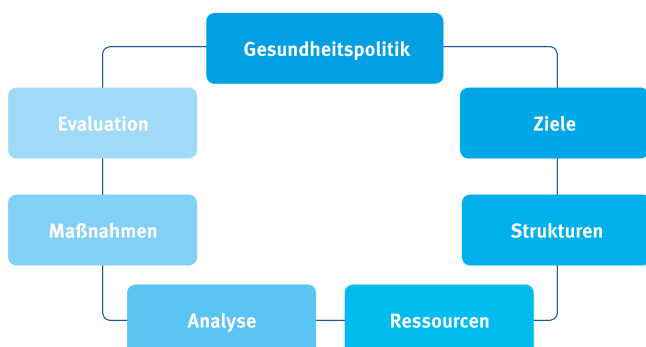 Gesundheitspolitik
Evaluation
Ziele
Maßnahmen
Strukturen
Analyse
Ressourcen